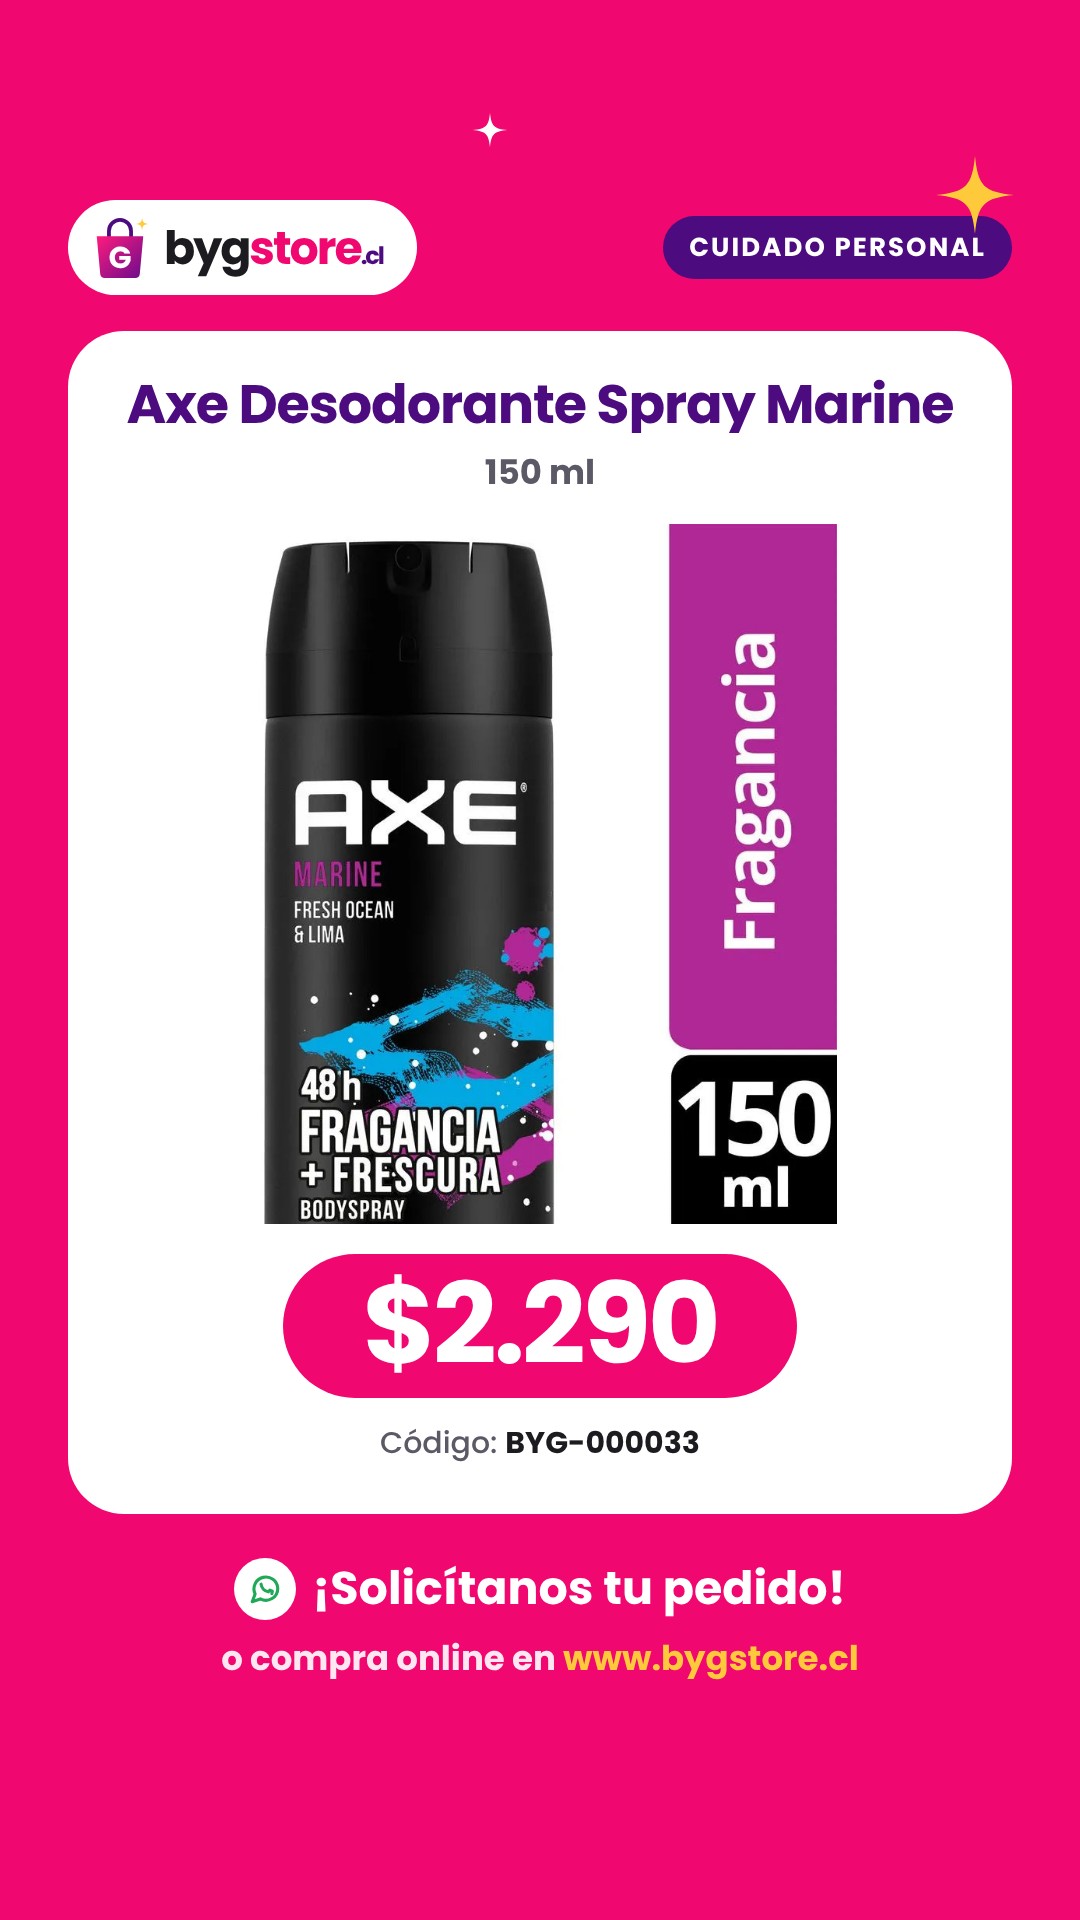 G
bygstore.cl
CUIDADO PERSONAL
Axe Desodorante Spray Marine
150 ml
AXE®
MARINE
FRESH OCEAN
& LIMA
48h
FRAGANCIA
+ FRESCURA
BODYSPRAY
Fragancia
150
ml
$2.290
Código: BYG-000033
¡Solicítanos tu pedido!
o compra online en www.bygstore.cl